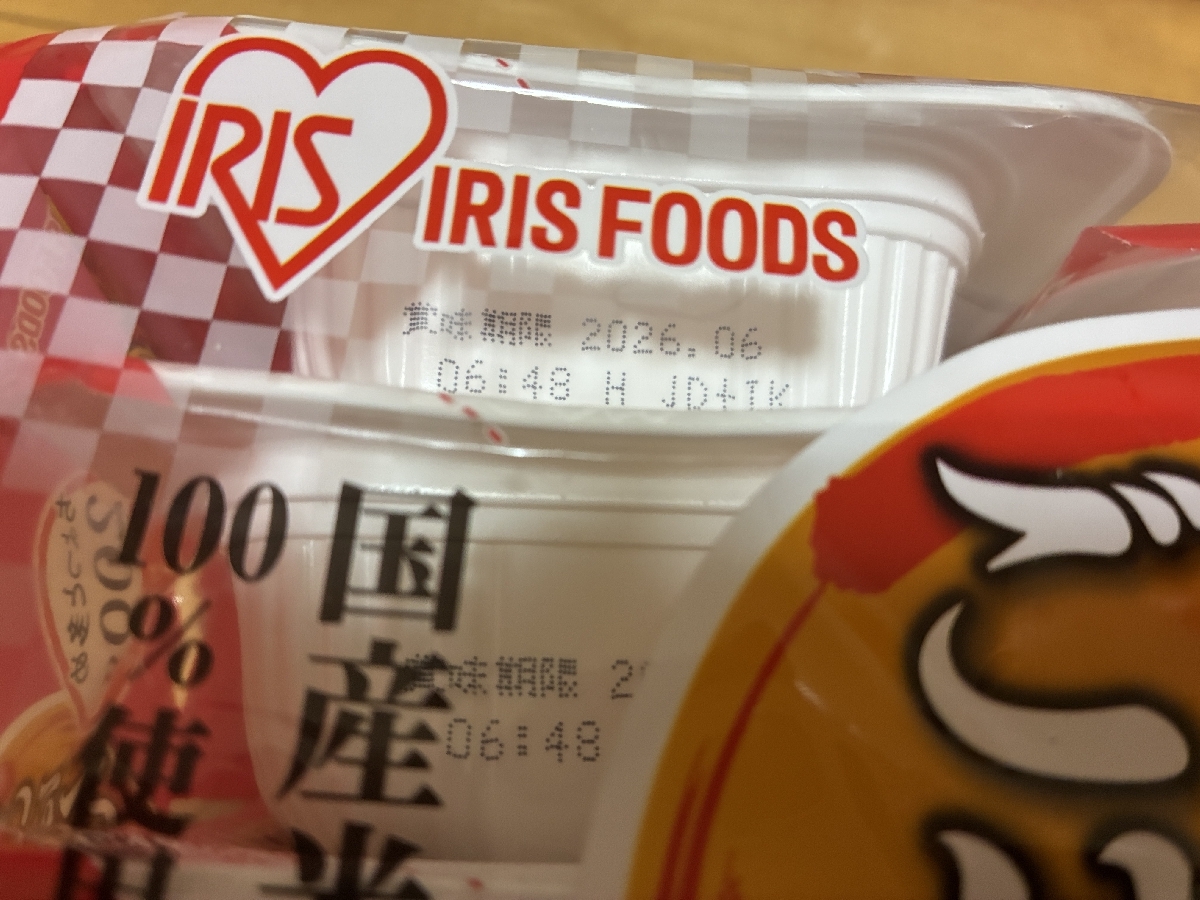 IRIS
IRIS FOODS
賞味期限 2026.06
06:48 H JD
国産米
100%使用
賞味期限 2
06:48